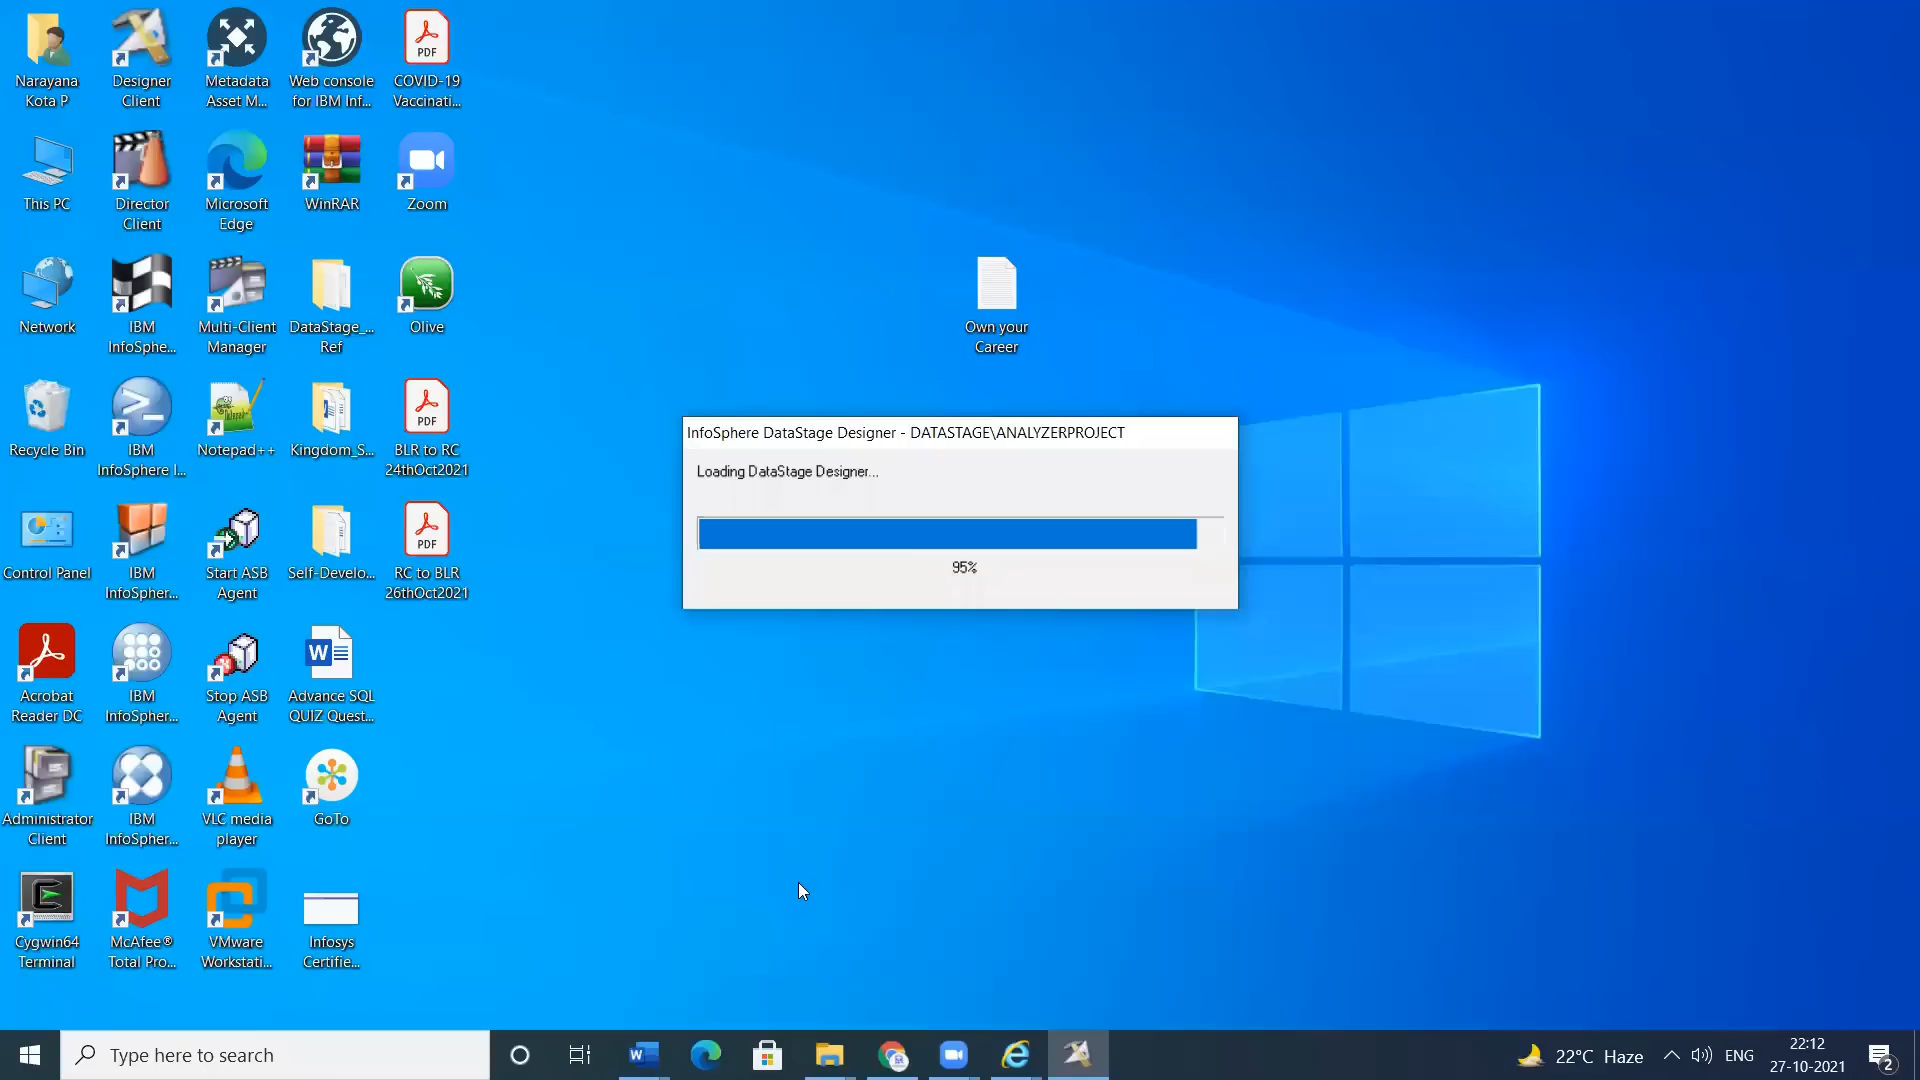 Narayana
Kota P
Designer
Client
Metadata
Asset M...
Web console
for IBM Inf...
PDF
COVID-19
Vaccinati...
This PC
Director
Client
Microsoft
Edge
WinRAR
Zoom
Network
IBM
InfoSphe...
Multi-Client
Manager
DataStage_...
Ref
Olive
Own your
Career
Recycle Bin
IBM
InfoSphere I...
Notepad++
Kingdom_S...
PDF
BLR to RC
24thOct2021
InfoSphere DataStage Designer - DATASTAGE\ANALYZERPROJECT
Loading DataStage Designer...
95%
Control Panel
IBM
InfoSpher...
Start ASB
Agent
Self-Develo...
PDF
RC to BLR
26thOct2021
Acrobat
Reader DC
IBM
InfoSpher...
Stop ASB
Agent
W
Advance SQL
QUIZ Quest...
Administrator
Client
IBM
InfoSpher...
VLC media
player
GoTo
Cygwin64
Terminal
McAfee®
Total Pro...
VMware
Workstati...
Infosys
Certifie...
Type here to search
W
22°C Haze
ENG
22:12
27-10-2021
2